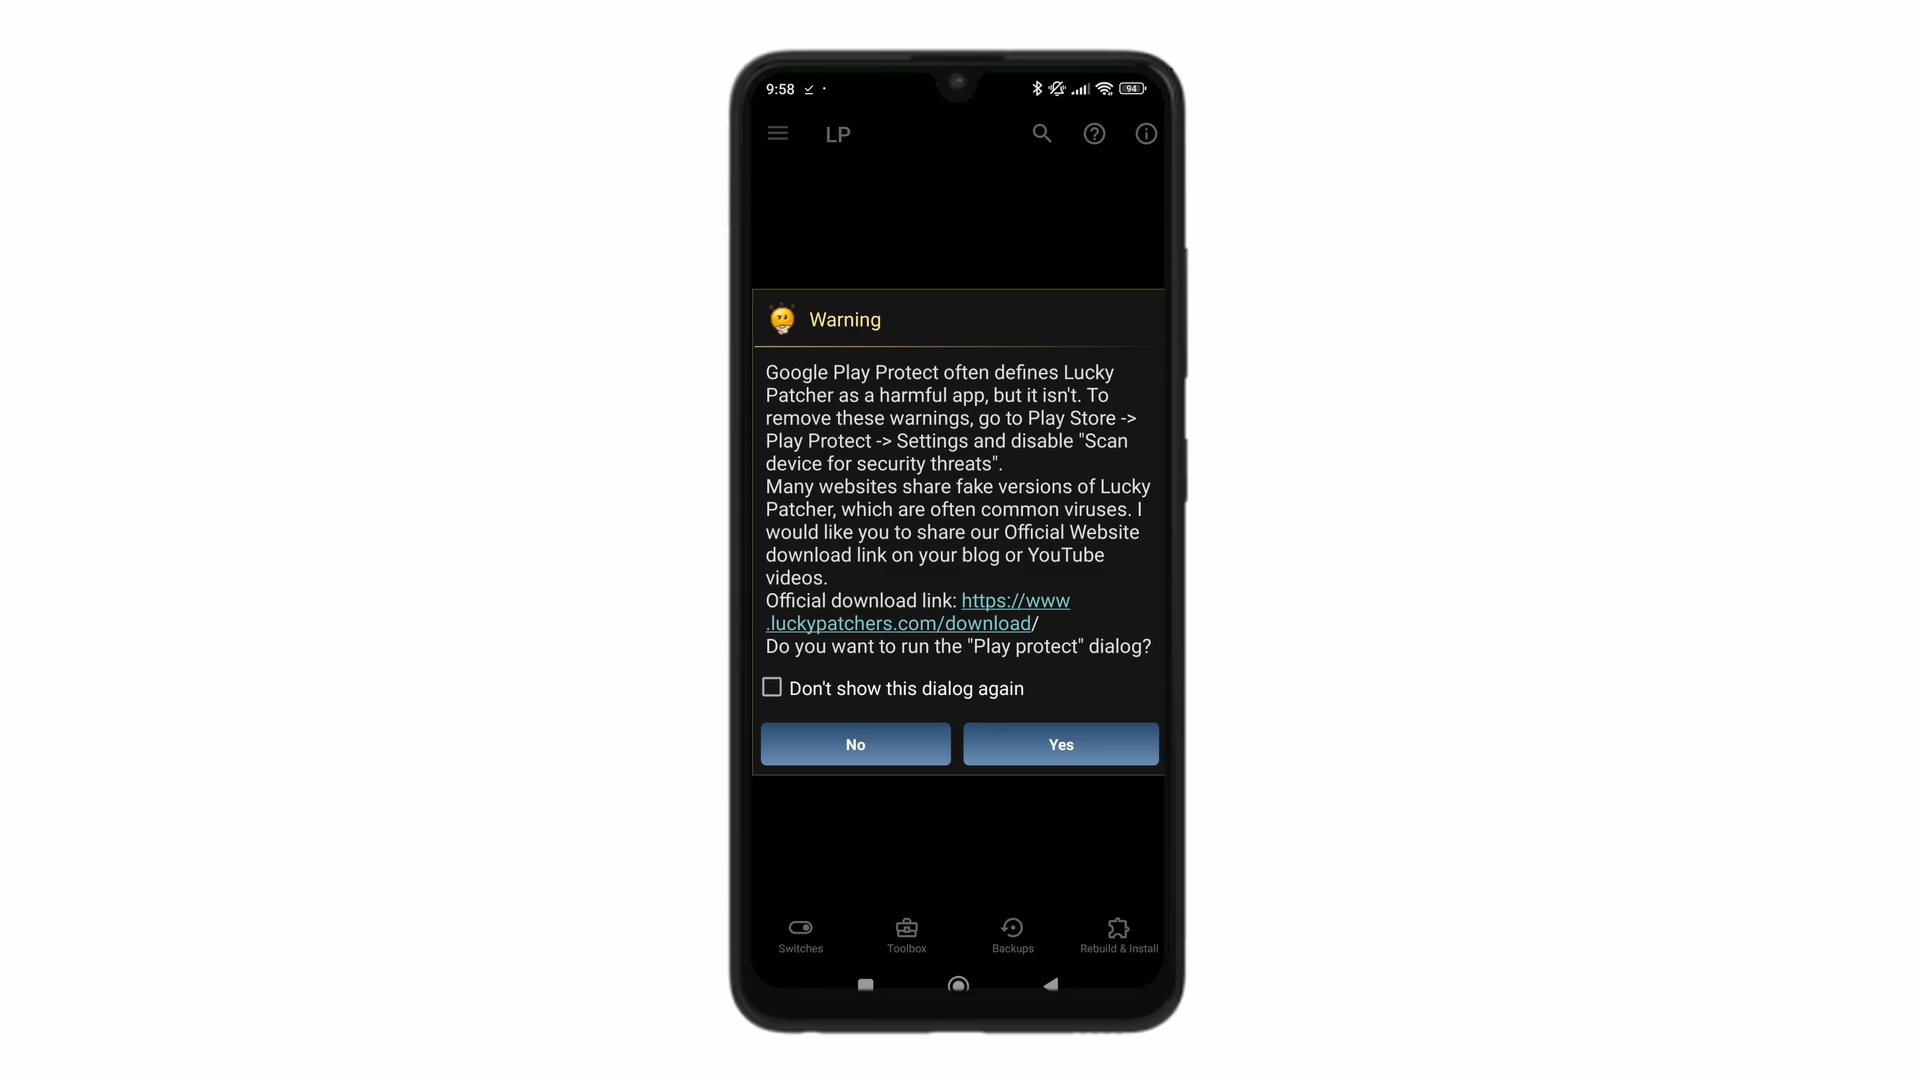 9:58
94
LP
Warning
Google Play Protect often defines Lucky
Patcher as a harmful app, but it isn't. To
remove these warnings, go to Play Store ->
Play Protect -> Settings and disable "Scan
device for security threats".
Many websites share fake versions of Lucky
Patcher, which are often common viruses. I
would like you to share our Official Website
download link on your blog or YouTube
videos.
Official download link: https://www
.luckypatchers.com/download/
Do you want to run the "Play protect" dialog?
Don't show this dialog again
No Yes
Switches Toolbox Backups Rebuild & Install